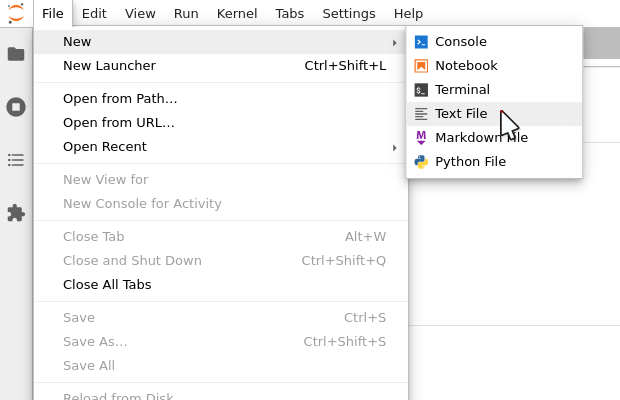 File Edit View Run Kernel Tabs Settings Help
New
New Launcher Ctrl+Shift+L
Open from Path…
Open from URL…
Open Recent
New View for
New Console for Activity
Close Tab Alt+W
Close and Shut Down Ctrl+Shift+Q
Close All Tabs
Save Ctrl+S
Save As… Ctrl+Shift+S
Save All
Reload from Disk
Console
Notebook
Terminal
Text File
Markdown File
Python File